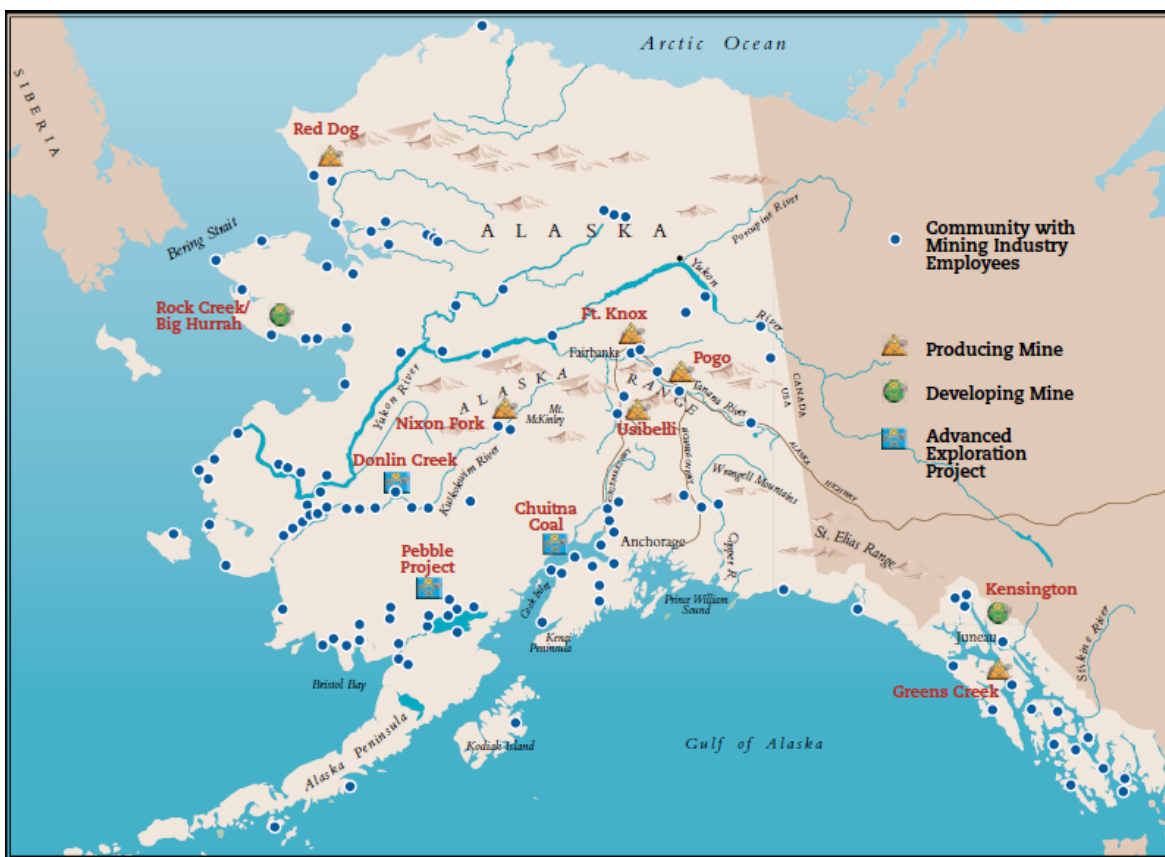 Arctic Ocean
SIBERIA
Red Dog
Bering Strait
ALASKA
Porcupine River
Community with
Mining Industry
Employees
Yukon
River
Rock Creek/
Big Hurrah
Ft. Knox
Fairbanks
Producing Mine
Pogo
CANADA
USA
Developing Mine
Yukon River
ALASKA
RANGE
Tanana River
Mt.
McKinley
Nixon Fork
Usibelli
Advanced
Exploration
Project
ALASKA
HIGHWAY
Donlin Creek
Kuskokwim River
Wrangell Mountains
Chuitna
Coal
Anchorage
Copper R.
St. Elias Range
Pebble
Project
Cook Inlet
Prince William
Sound
Kensington
Kenai
Peninsula
Juneau
Stikine River
Bristol Bay
Greens Creek
Alaska Peninsula
Kodiak Island
Gulf of Alaska